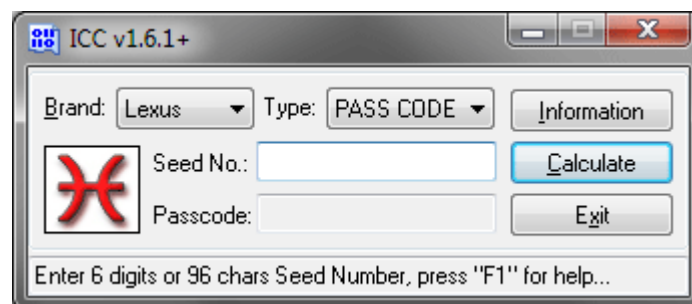 ICC v1.6.1+
Brand: Lexus Type: PASS CODE Information
Seed No.: Calculate
Passcode: Exit
Enter 6 digits or 96 chars Seed Number, press "F1" for help...